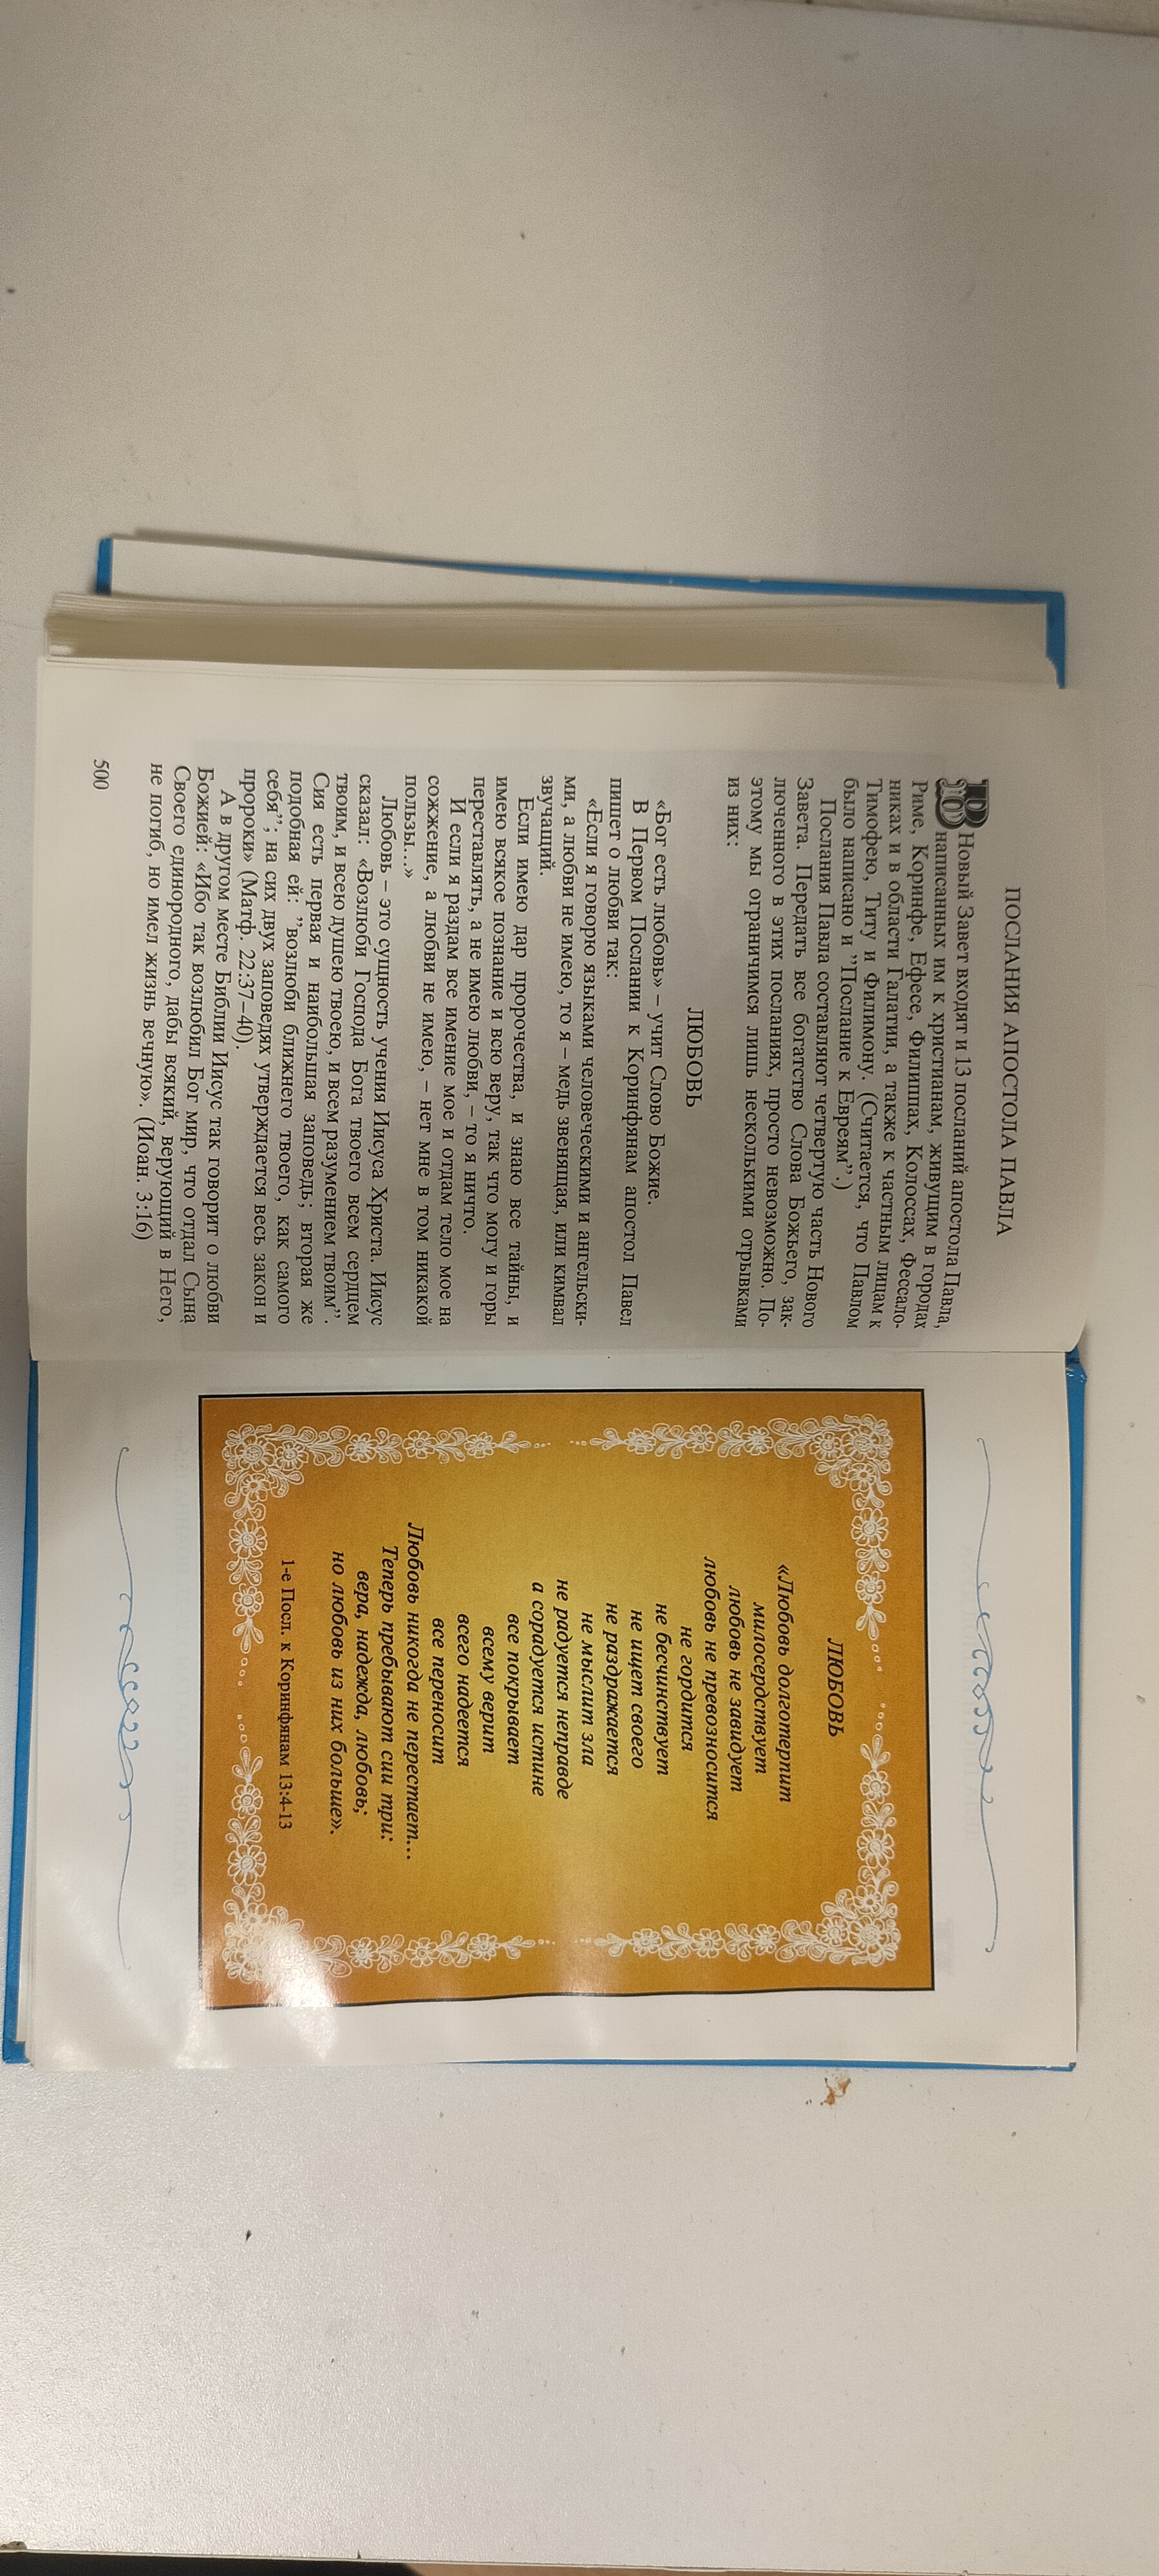 ПОСЛАНИЯ АПОСТОЛА ПАВЛА
В Новый Завет входят и 13 посланий апостола Павла,
написанных им к христианам, живущим в городах
Риме, Коринфе, Ефесе, Филиппах, Колоссах, Фессало-
никах и в области Галатии, а также к частным лицам к
Тимофею, Титу и Филимону. (Считается, что Павлом
было написано и ”Послание к Евреям”.)
Послания Павла составляют четвертую часть Нового
Завета. Передать все богатство Слова Божьего, зак-
люченного в этих посланиях, просто невозможно. По-
этому мы ограничимся лишь несколькими отрывками
из них:
ЛЮБОВЬ
«Бог есть любовь» – учит Слово Божие.
В Первом Послании к Коринфянам апостол Павел
пишет о любви так:
«Если я говорю языками человеческими и ангельски-
ми, а любви не имею, то я – медь звенящая, или кимвал
звучащий.
Если имею дар пророчества, и знаю все тайны, и
имею всякое познание и всю веру, так что могу и горы
переставлять, а не имею любви, – то я ничто.
И если я раздам все имение мое и отдам тело мое на
сожжение, а любви не имею, – нет мне в том никакой
пользы...»
Любовь – это сущность учения Иисуса Христа. Иисус
сказал: «Возлюби Господа Бога твоего всем сердцем
твоим, и всею душею твоею, и всем разумением твоим”.
Сия есть первая и наибольшая заповедь; вторая же
подобная ей: ”возлюби ближнего твоего, как самого
себя”; на сих двух заповедях утверждается весь закон и
пророки» (Матф. 22:37–40).
А в другом месте Библии Иисус так говорит о любви
Божией: «Ибо так возлюбил Бог мир, что отдал Сына
Своего единородного, дабы всякий, верующий в Него,
не погиб, но имел жизнь вечную». (Иоан. 3:16)
500
ЛЮБОВЬ
«Любовь долготерпит
милосердствует
любовь не завидует
любовь не превозносится
не гордится
не бесчинствует
не ищет своего
не раздражается
не мыслит зла
не радуется неправде
а сорадуется истине
все покрывает
всему верит
всего надеется
все переносит
Любовь никогда не перестает...
Теперь пребывают сии три:
вера, надежда, любовь;
но любовь из них больше».
1-е Посл. к Коринфянам 13:4-13